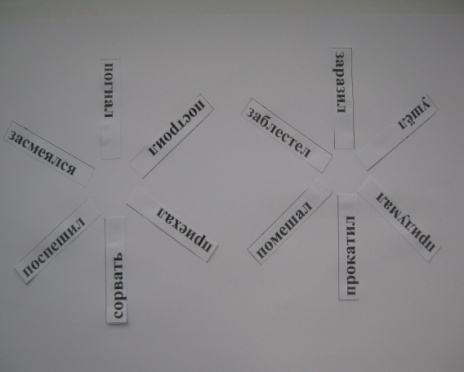 погнал
построил
приехал
сорвать
поспешил
засмеялся
заразил
ушёл
придумал
прокатил
помешал
заблестел